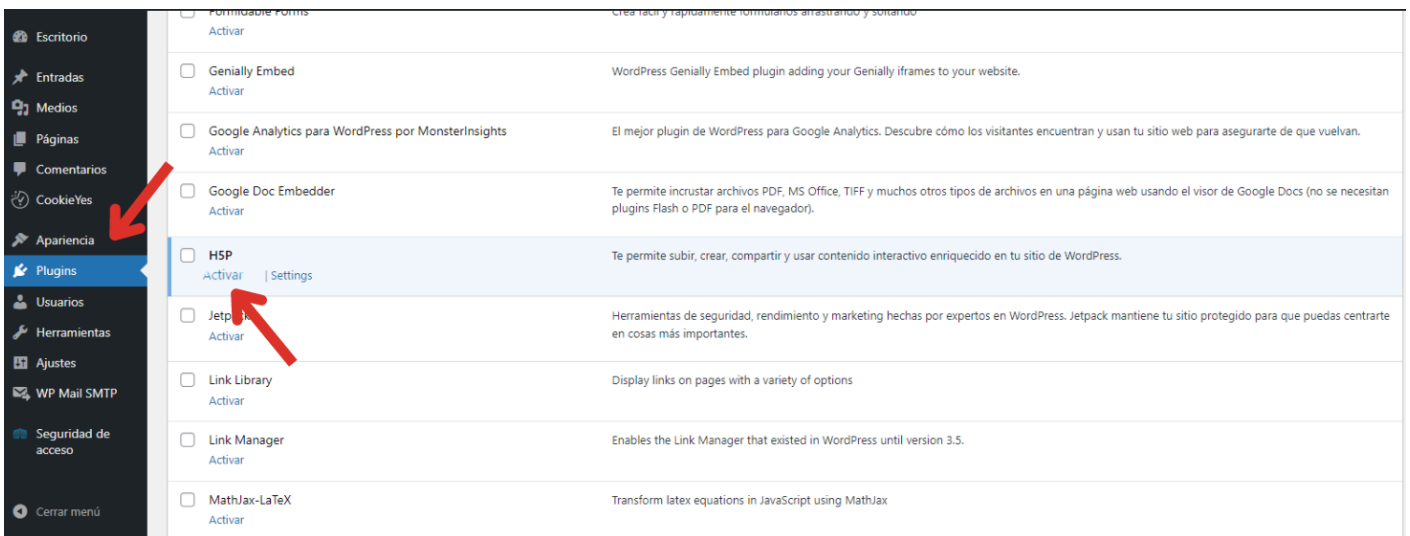 Formidable Forms
Crea fácil y rápidamente formularios arrastrando y soltando
Activar
Escritorio
Entradas
Medios
Páginas
Comentarios
CookieYes
Apariencia
Plugins
Usuarios
Herramientas
Ajustes
WP Mail SMTP
Seguridad de
acceso
Cerrar menú
Genially Embed
WordPress Genially Embed plugin adding your Genially iframes to your website.
Activar
Google Analytics para WordPress por MonsterInsights
El mejor plugin de WordPress para Google Analytics. Descubre cómo los visitantes encuentran y usan tu sitio web para asegurarte de que vuelvan.
Activar
Google Doc Embedder
Te permite incrustar archivos PDF, MS Office, TIFF y muchos otros tipos de archivos en una página web usando el visor de Google Docs (no se necesitan
plugins Flash o PDF para el navegador).
Activar
H5P
Te permite subir, crear, compartir y usar contenido interactivo enriquecido en tu sitio de WordPress.
Activar | Settings
Jetpack
Herramientas de seguridad, rendimiento y marketing hechas por expertos en WordPress. Jetpack mantiene tu sitio protegido para que puedas centrarte
en cosas más importantes.
Activar
Link Library
Display links on pages with a variety of options
Activar
Link Manager
Enables the Link Manager that existed in WordPress until version 3.5.
Activar
MathJax-LaTeX
Transform latex equations in JavaScript using MathJax
Activar